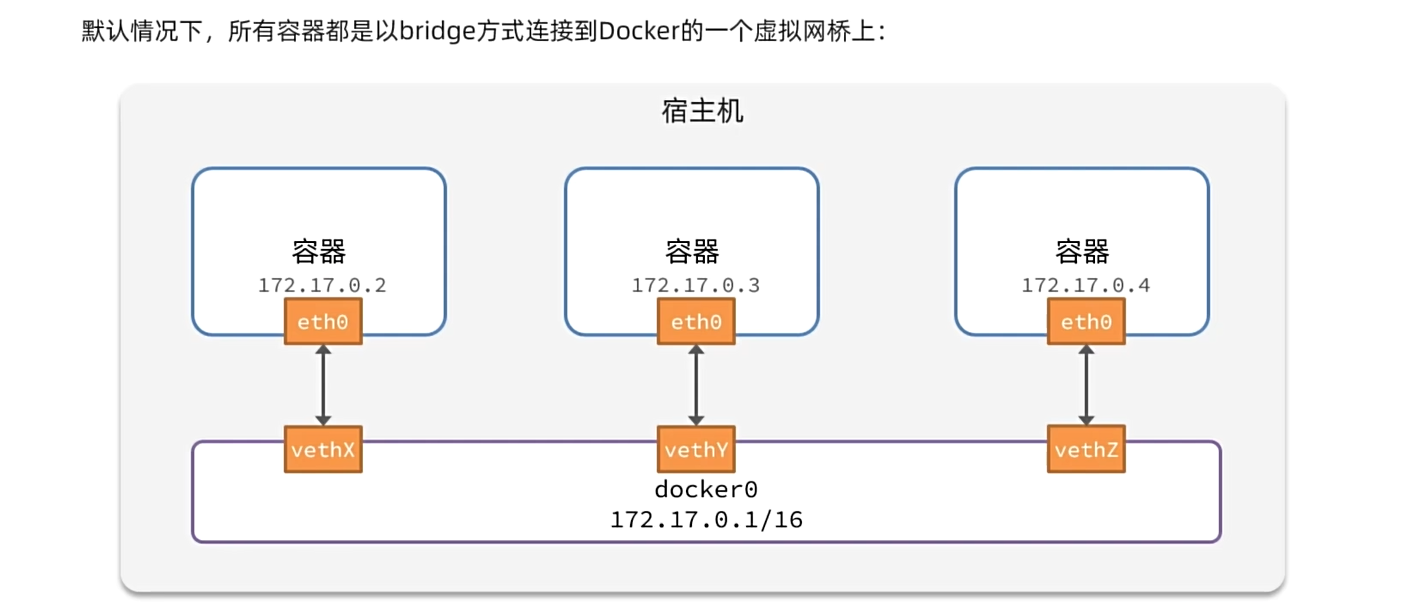 默认情况下，所有容器都是以bridge方式连接到Docker的一个虚拟网桥上：
宿主机
容器 容器 容器
172.17.0.2 172.17.0.3 172.17.0.4
eth0 eth0 eth0
vethX vethY vethZ
docker0
172.17.0.1/16